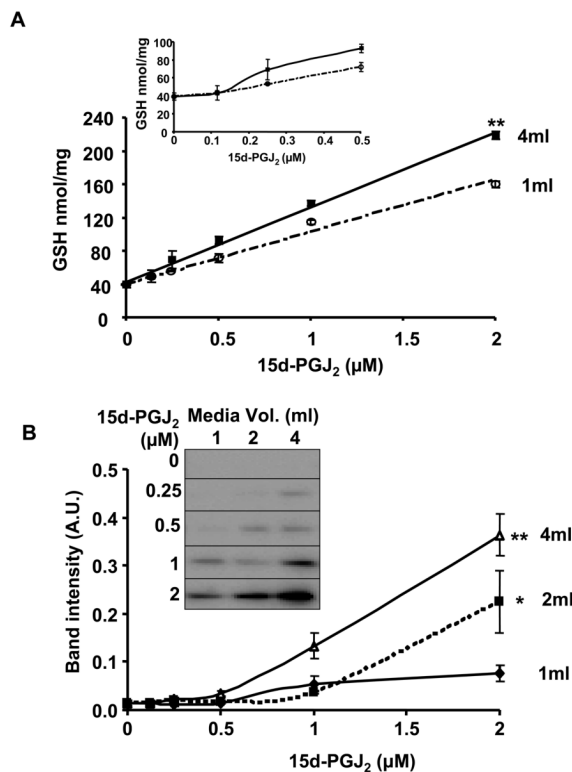 A
GSH nmol/mg
100
80
60
40
20
0
0 0.1 0.2 0.3 0.4 0.5
15d-PGJ₂ (µM)
GSH nmol/mg
240
200
160
120
80
40
0
**
4ml
1ml
0 0.5 1 1.5 2
15d-PGJ₂ (µM)
B
15d-PGJ₂ Media Vol. (ml)
(µM) 1 2 4
0
0.25
0.5
1
2
Band intensity (A.U.)
0.5
0.4
0.3
0.2
0.1
0.0
** 4ml
* 2ml
1ml
0 0.5 1 1.5 2
15d-PGJ₂ (µM)